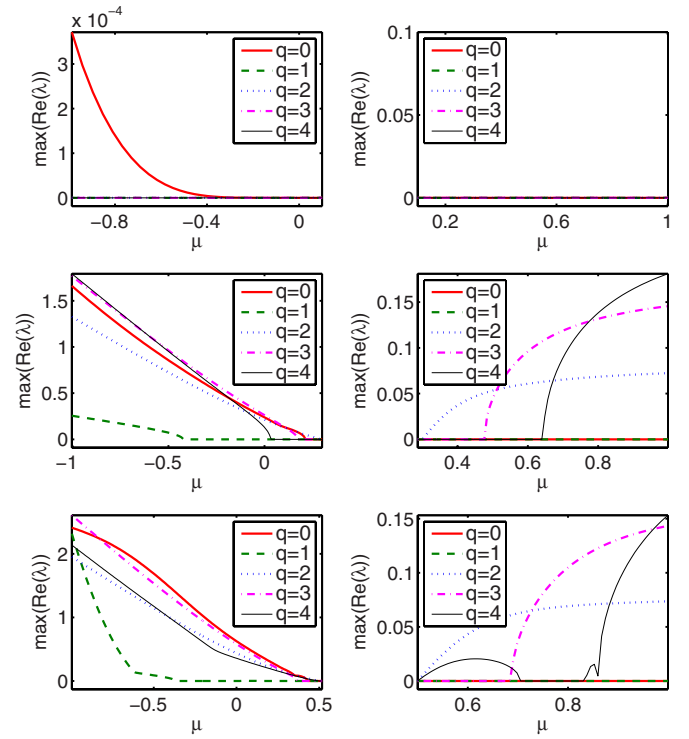 x 10⁻⁴
max(Re(λ))
3
2
1
0
−0.8
−0.4
0
μ
q=0
q=1
q=2
q=3
q=4
max(Re(λ))
0.1
0.05
0
0.2
0.6
1
μ
q=0
q=1
q=2
q=3
q=4
max(Re(λ))
1.5
1
0.5
0
−1
−0.5
0
μ
q=0
q=1
q=2
q=3
q=4
max(Re(λ))
0.15
0.1
0.05
0
0.4
0.6
0.8
μ
q=0
q=1
q=2
q=3
q=4
max(Re(λ))
2
1
0
−0.5
0
0.5
μ
q=0
q=1
q=2
q=3
q=4
max(Re(λ))
0.15
0.1
0.05
0
0.6
0.8
μ
q=0
q=1
q=2
q=3
q=4